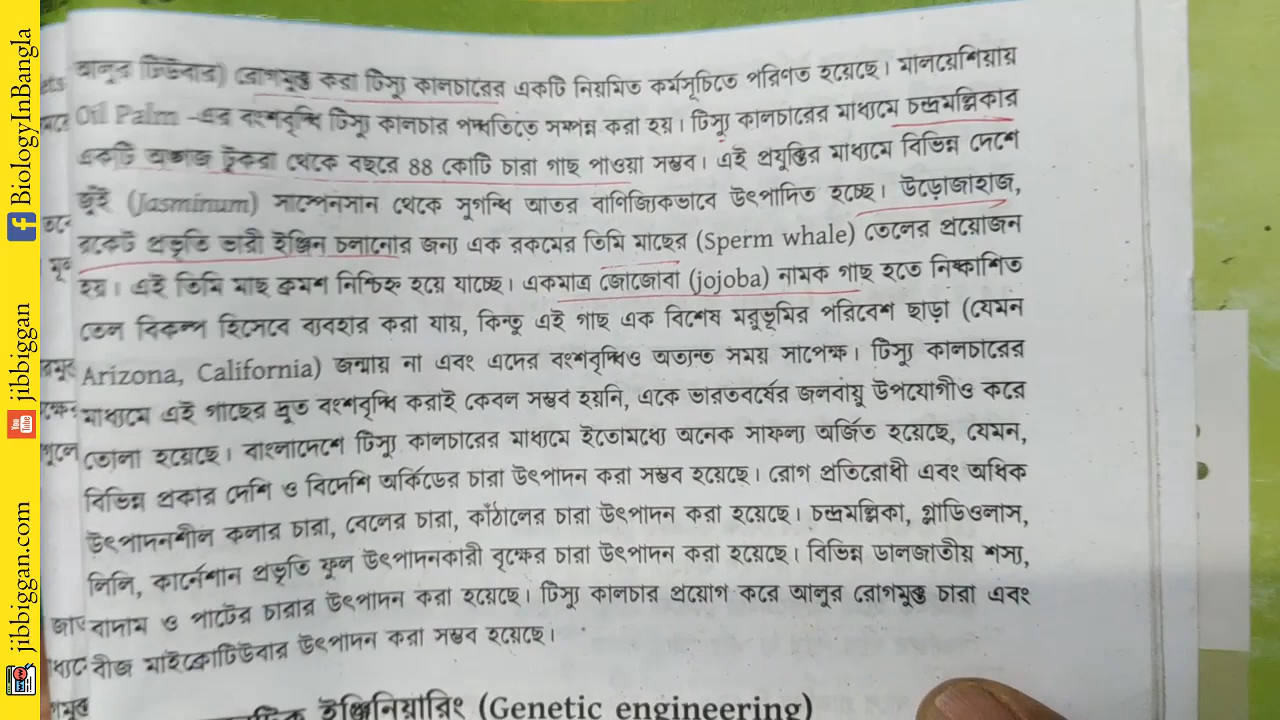 আলুর টিউবার) রোগমুক্ত করা টিস্যু কালচারের একটি নিয়মিত কর্মসূচিতে পরিণত হয়েছে। মালয়েশিয়ায়
Oil Palm -এর বংশবৃদ্ধি টিস্যু কালচার পদ্ধতিতে সম্পন্ন করা হয়। টিস্যু কালচারের মাধ্যমে চন্দ্রমল্লিকার
একটি অঙ্গজ টুকরা থেকে বছরে 88 কোটি চারা গাছ পাওয়া সম্ভব। এই প্রযুক্তির মাধ্যমে বিভিন্ন দেশে
জুঁই (Jasminum) সাসপেনসান থেকে সুগন্ধি আতর বাণিজ্যিকভাবে উৎপাদিত হচ্ছে। উড়োজাহাজ,
রকেট প্রভৃতি ভারী ইঞ্জিন চলানোর জন্য এক রকমের তিমি মাছের (Sperm whale) তেলের প্রয়োজন
হয়। এই তিমি মাছ ক্রমশ নিশ্চিহ্ন হয়ে যাচ্ছে। একমাত্র জোজোবা (jojoba) নামক গাছ হতে নিষ্কাশিত
তেল বিকল্প হিসেবে ব্যবহার করা যায়, কিন্তু এই গাছ এক বিশেষ মরুভূমির পরিবেশ ছাড়া (যেমন
Arizona, California) জন্মায় না এবং এদের বংশবৃদ্ধিও অত্যন্ত সময় সাপেক্ষ। টিস্যু কালচারের
মাধ্যমে এই গাছের দ্রুত বংশবৃদ্ধি করাই কেবল সম্ভব হয়নি, একে ভারতবর্ষের জলবায়ু উপযোগীও করে
তোলা হয়েছে। বাংলাদেশে টিস্যু কালচারের মাধ্যমে ইতোমধ্যে অনেক সাফল্য অর্জিত হয়েছে, যেমন,
বিভিন্ন প্রকার দেশি ও বিদেশি অর্কিডের চারা উৎপাদন করা সম্ভব হয়েছে। রোগ প্রতিরোধী এবং অধিক
উৎপাদনশীল কলার চারা, বেলের চারা, কাঁঠালের চারা উৎপাদন করা হয়েছে। চন্দ্রমল্লিকা, গ্লাডিওলাস,
লিলি, কার্নেশান প্রভৃতি ফুল উৎপাদনকারী বৃক্ষের চারা উৎপাদন করা হয়েছে। বিভিন্ন ডালজাতীয় শস্য,
বাদাম ও পাটের চারার উৎপাদন করা হয়েছে। টিস্যু কালচার প্রয়োগ করে আলুর রোগমুক্ত চারা এবং
বীজ মাইক্রোটিউবার উৎপাদন করা সম্ভব হয়েছে।
ইঞ্জিনিয়ারিং (Genetic engineering)
BiologyInBangla
jibbiggan
jibbiggan.com